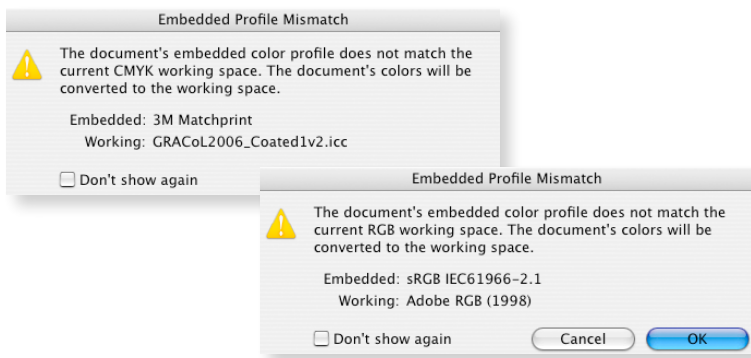 Embedded Profile Mismatch
The document's embedded color profile does not match the
current CMYK working space. The document's colors will be
converted to the working space.
Embedded: 3M Matchprint
Working: GRACoL2006_Coated1v2.icc
Don't show again
Embedded Profile Mismatch
The document's embedded color profile does not match the
current RGB working space. The document's colors will be
converted to the working space.
Embedded: sRGB IEC61966-2.1
Working: Adobe RGB (1998)
Don't show again
Cancel
OK